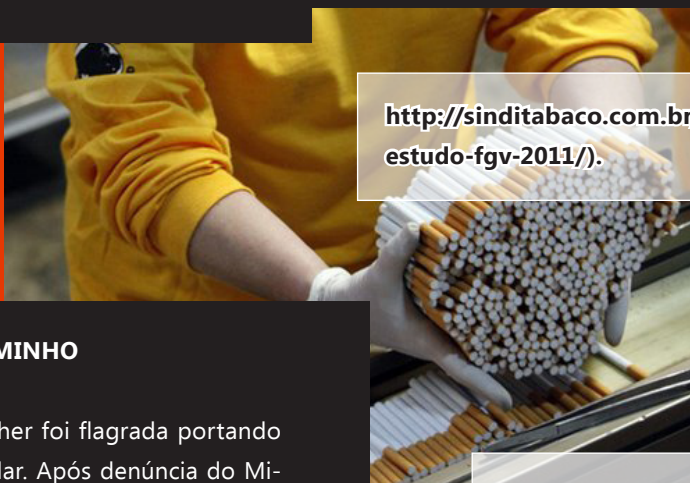 http://sinditabaco.com.br
estudo-fgv-2011/).
MINHO
her foi flagrada portando
lar. Após denúncia do Mi-